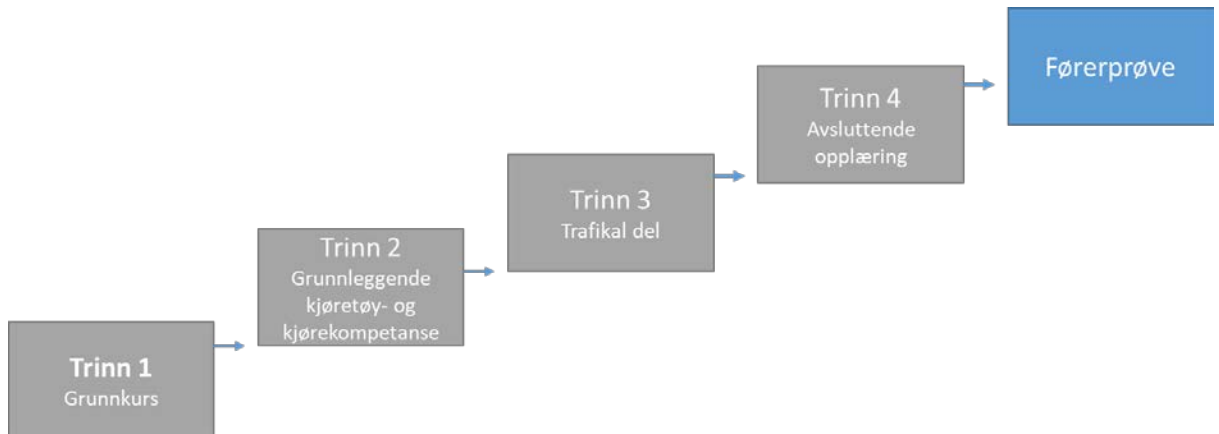 Trinn 1
Grunnkurs
Trinn 2
Grunnleggende
kjøretøy- og
kjørekompetanse
Trinn 3
Trafikal del
Trinn 4
Avsluttende
opplæring
Førerprøve